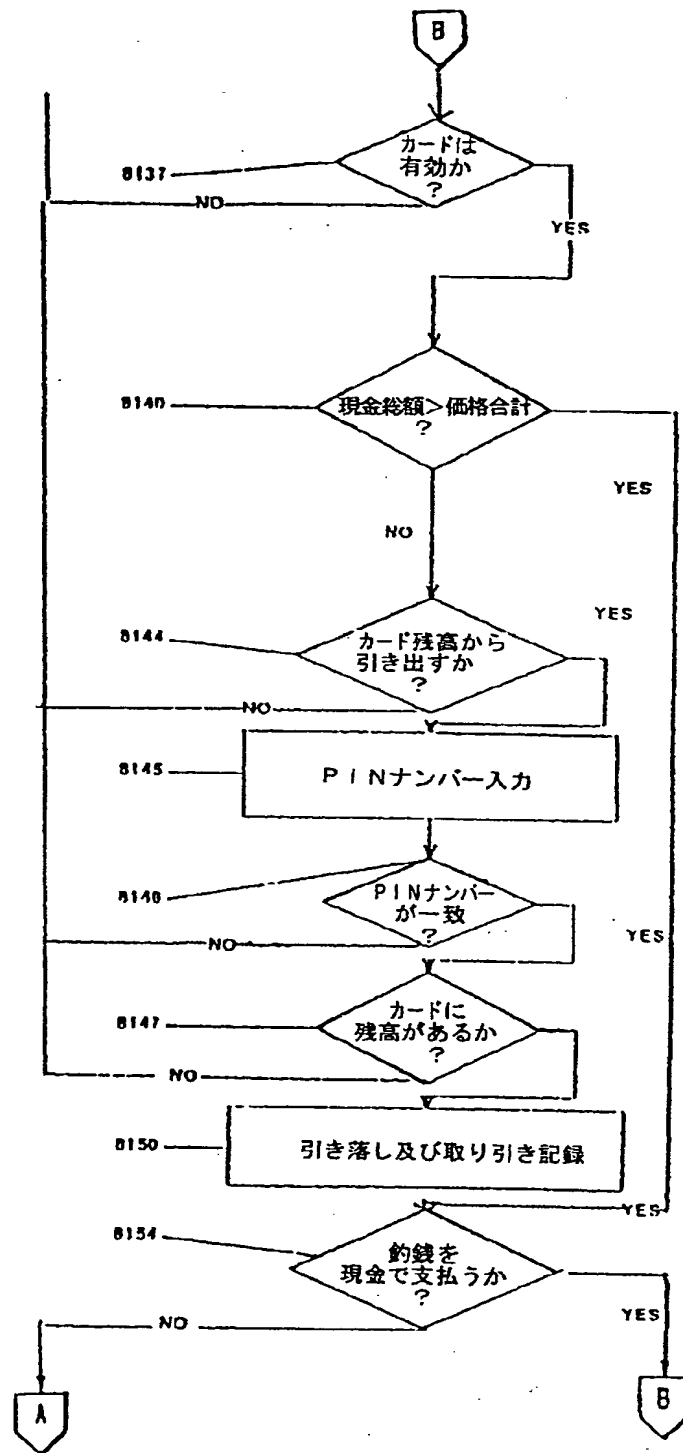 B
カードは
有効か
?
8137
NO
YES
8140
現金総額>価格合計
?
YES
NO
8144
カード残高から
引き出すか
?
YES
NO
8145
PINナンバー入力
8146
PINナンバー
が一致
?
NO
YES
8147
カードに
残高があるか
?
NO
8150
引き落し及び取り引き記録
YES
8154
釣銭を
現金で支払うか
?
NO
YES
A
B